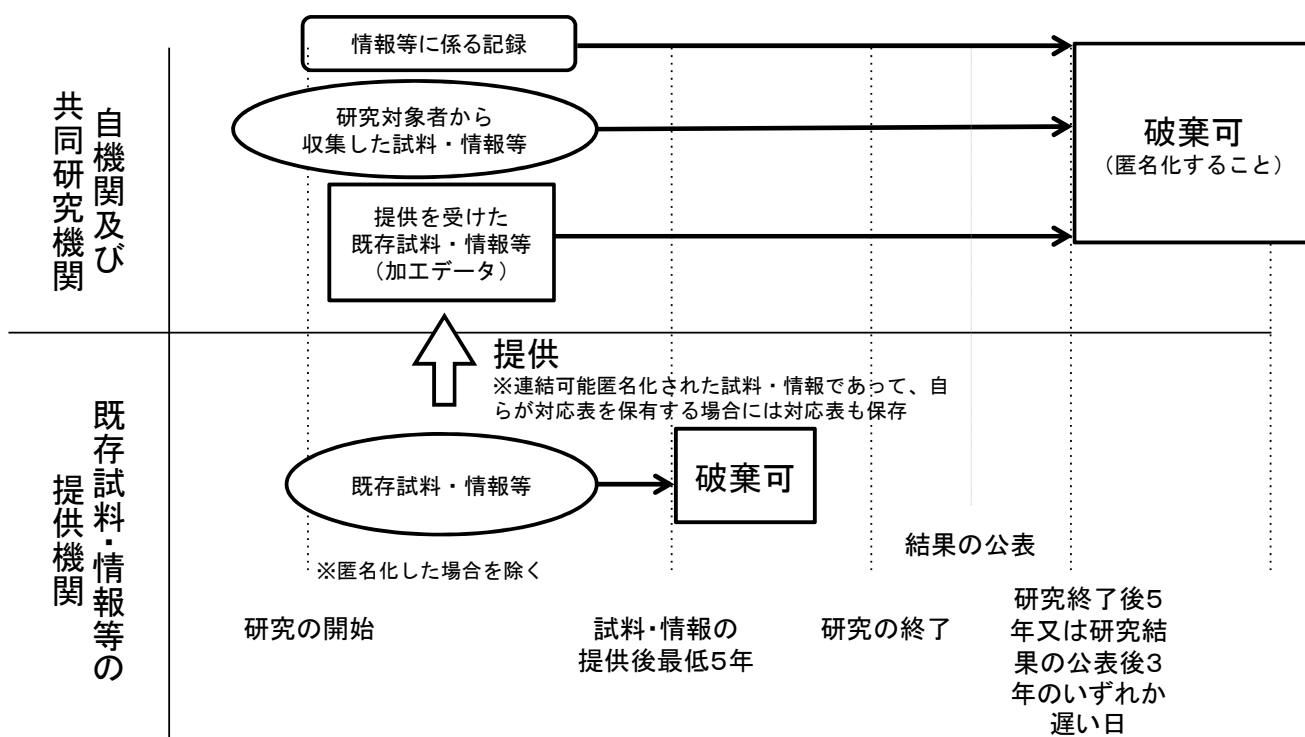 自機関及び
共同研究機関
情報等に係る記録
研究対象者から
収集した試料・情報等
提供を受けた
既存試料・情報等
（加工データ）
破棄可
（匿名化すること）
既存試料・情報等の
提供機関
提供
※連結可能匿名化された試料・情報であって、自
らが対応表を保有する場合には対応表も保存
既存試料・情報等
破棄可
※匿名化した場合を除く
結果の公表
研究の開始
試料・情報の
提供後最低5年
研究の終了
研究終了後5
年又は研究結
果の公表後3
年のいずれか
遅い日